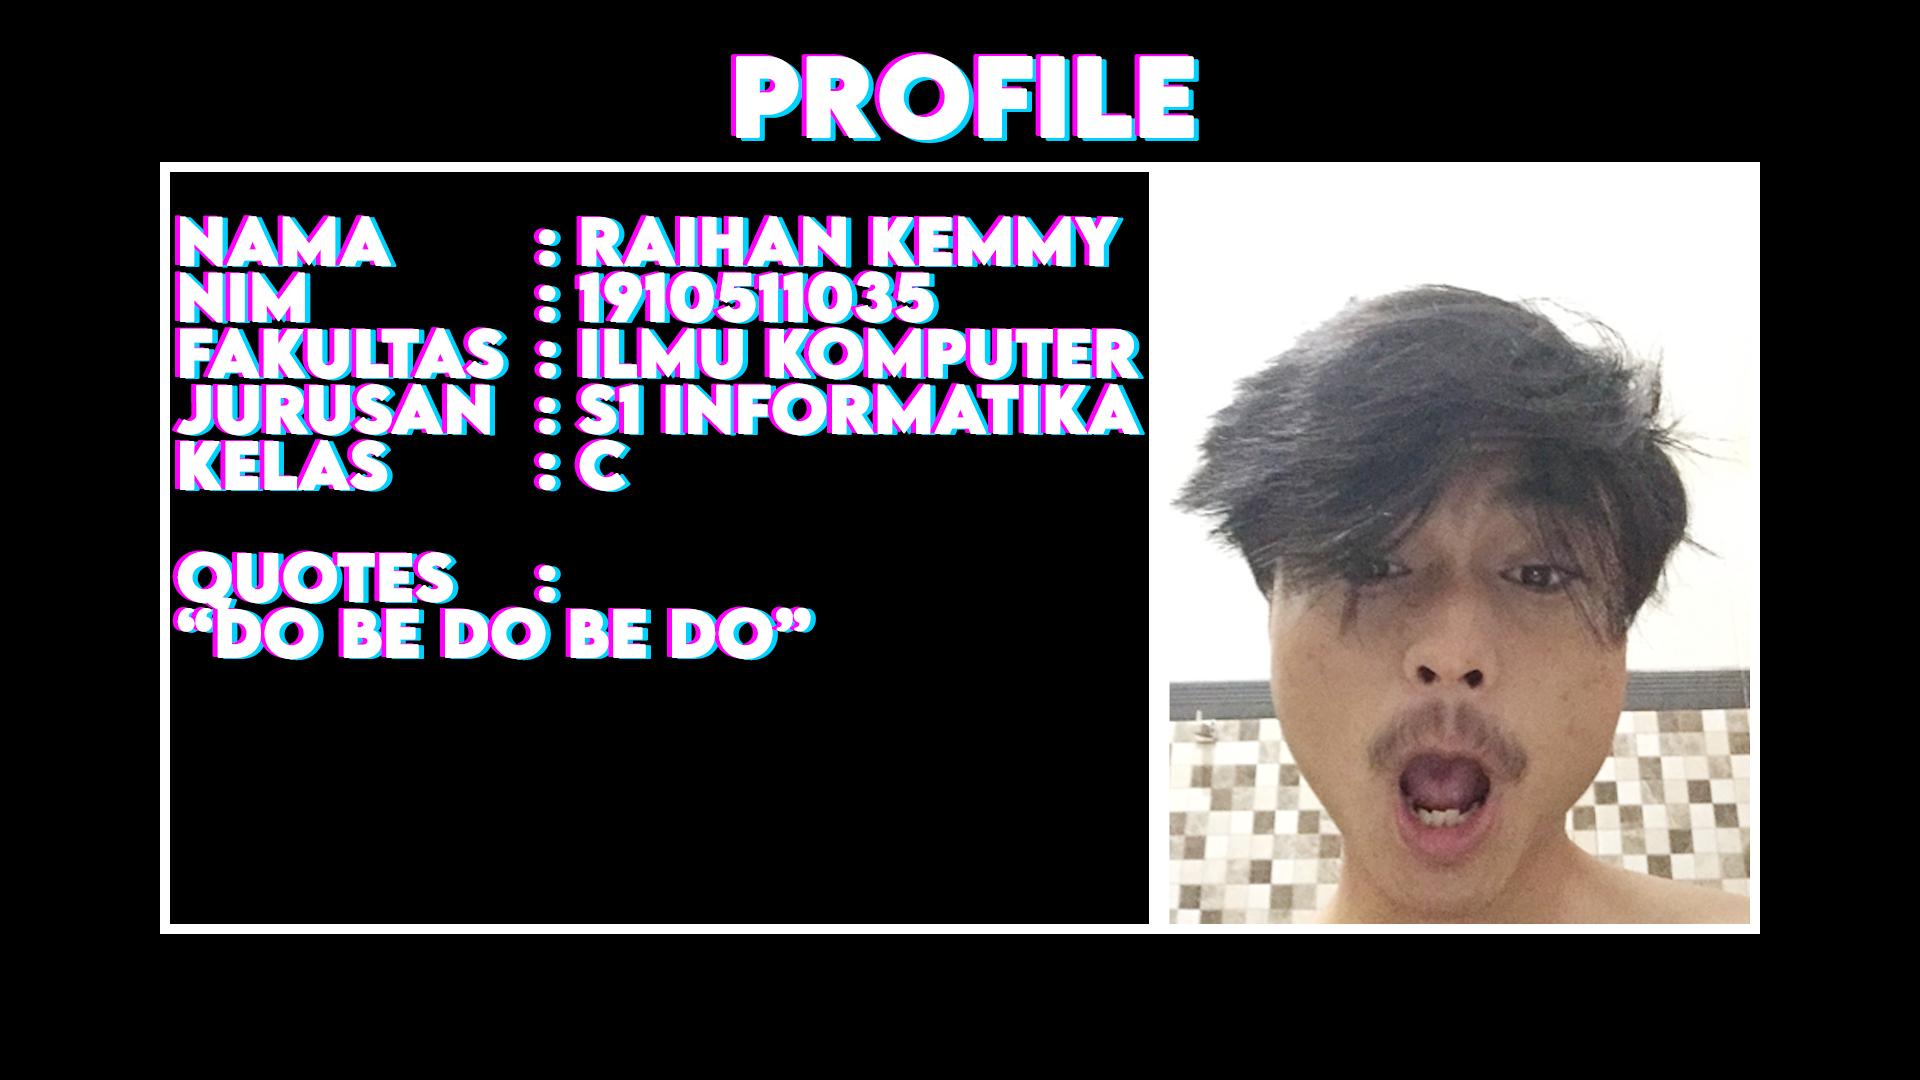 PROFILE
NAMA : RAIHAN KEMMY
NIM : 1910511035
FAKULTAS : ILMU KOMPUTER
JURUSAN : S1 INFORMATIKA
KELAS : C
QUOTES :
“DO BE DO BE DO”